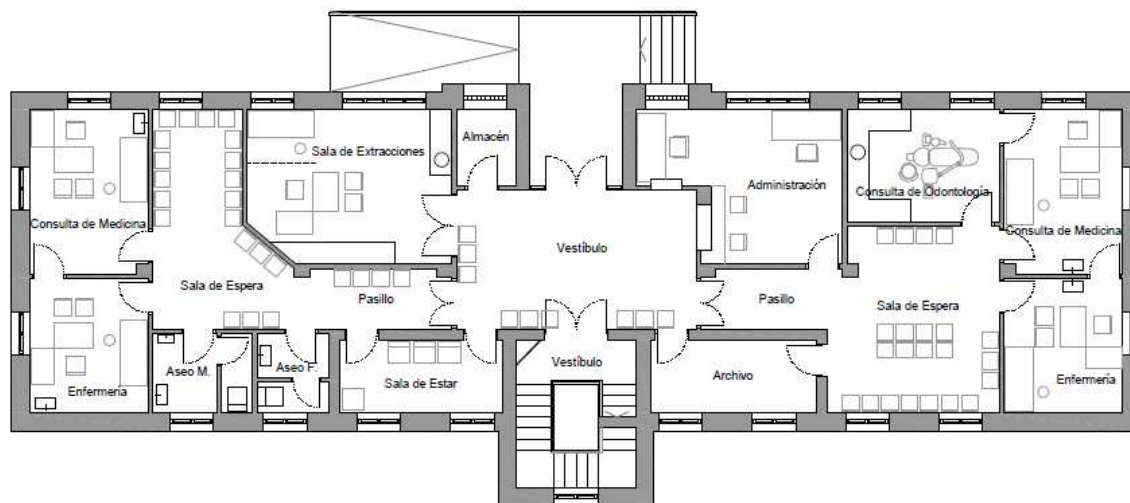 Almacén
Sala de Extracciones
Administración
Consulta de Odontología
Consulta de Medicina
Consulta de Medicina
Vestíbulo
Sala de Espera
Pasillo
Pasillo
Sala de Espera
Vestíbulo
Aseo M.
Aseo F.
Sala de Estar
Archivo
Enfermería
Enfermería